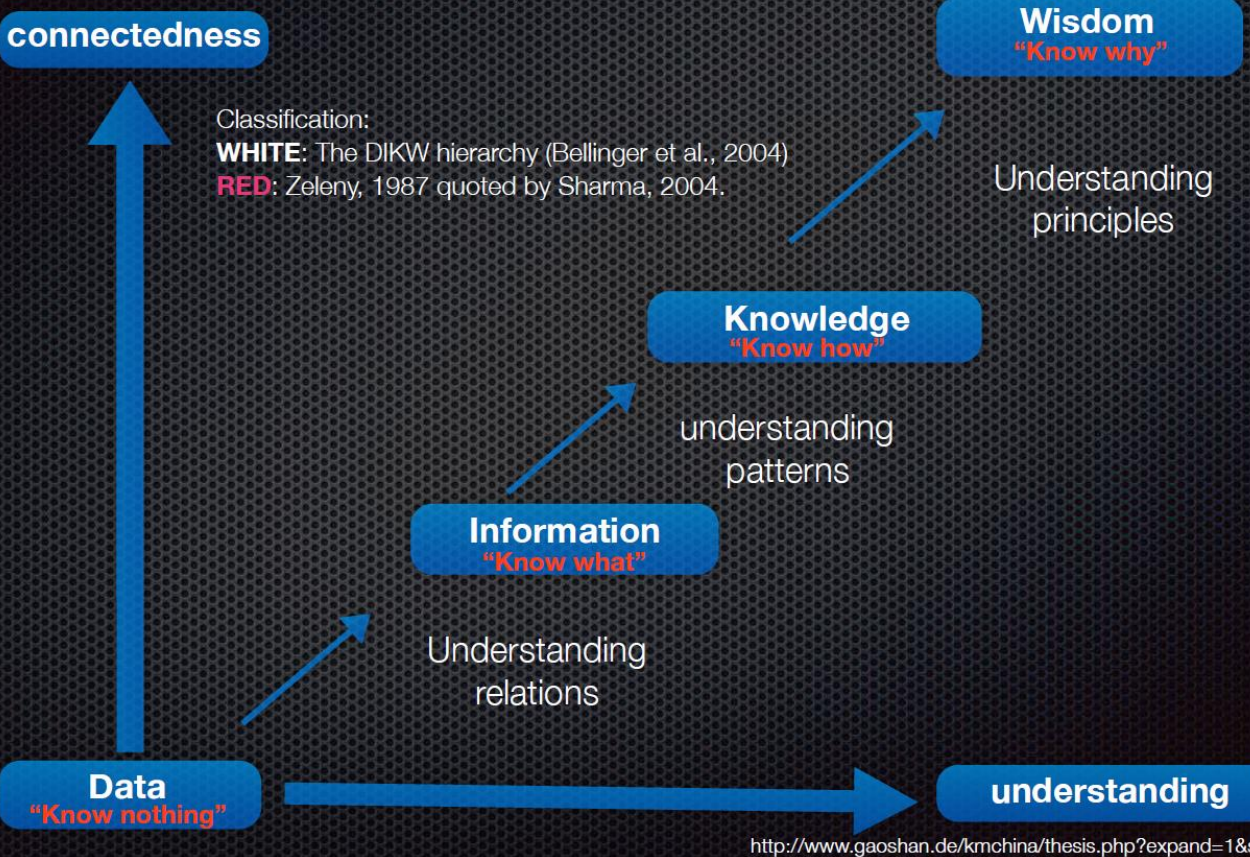 connectedness
Wisdom
“Know why”
Classification:
WHITE: The DIKW hierarchy (Bellinger et al., 2004)
RED: Zeleny, 1987 quoted by Sharma, 2004.
Understanding
principles
Knowledge
“Know how”
understanding
patterns
Information
“Know what”
Understanding
relations
Data
“Know nothing”
understanding
http://www.gaoshan.de/kmchina/thesis.php?expand=1&